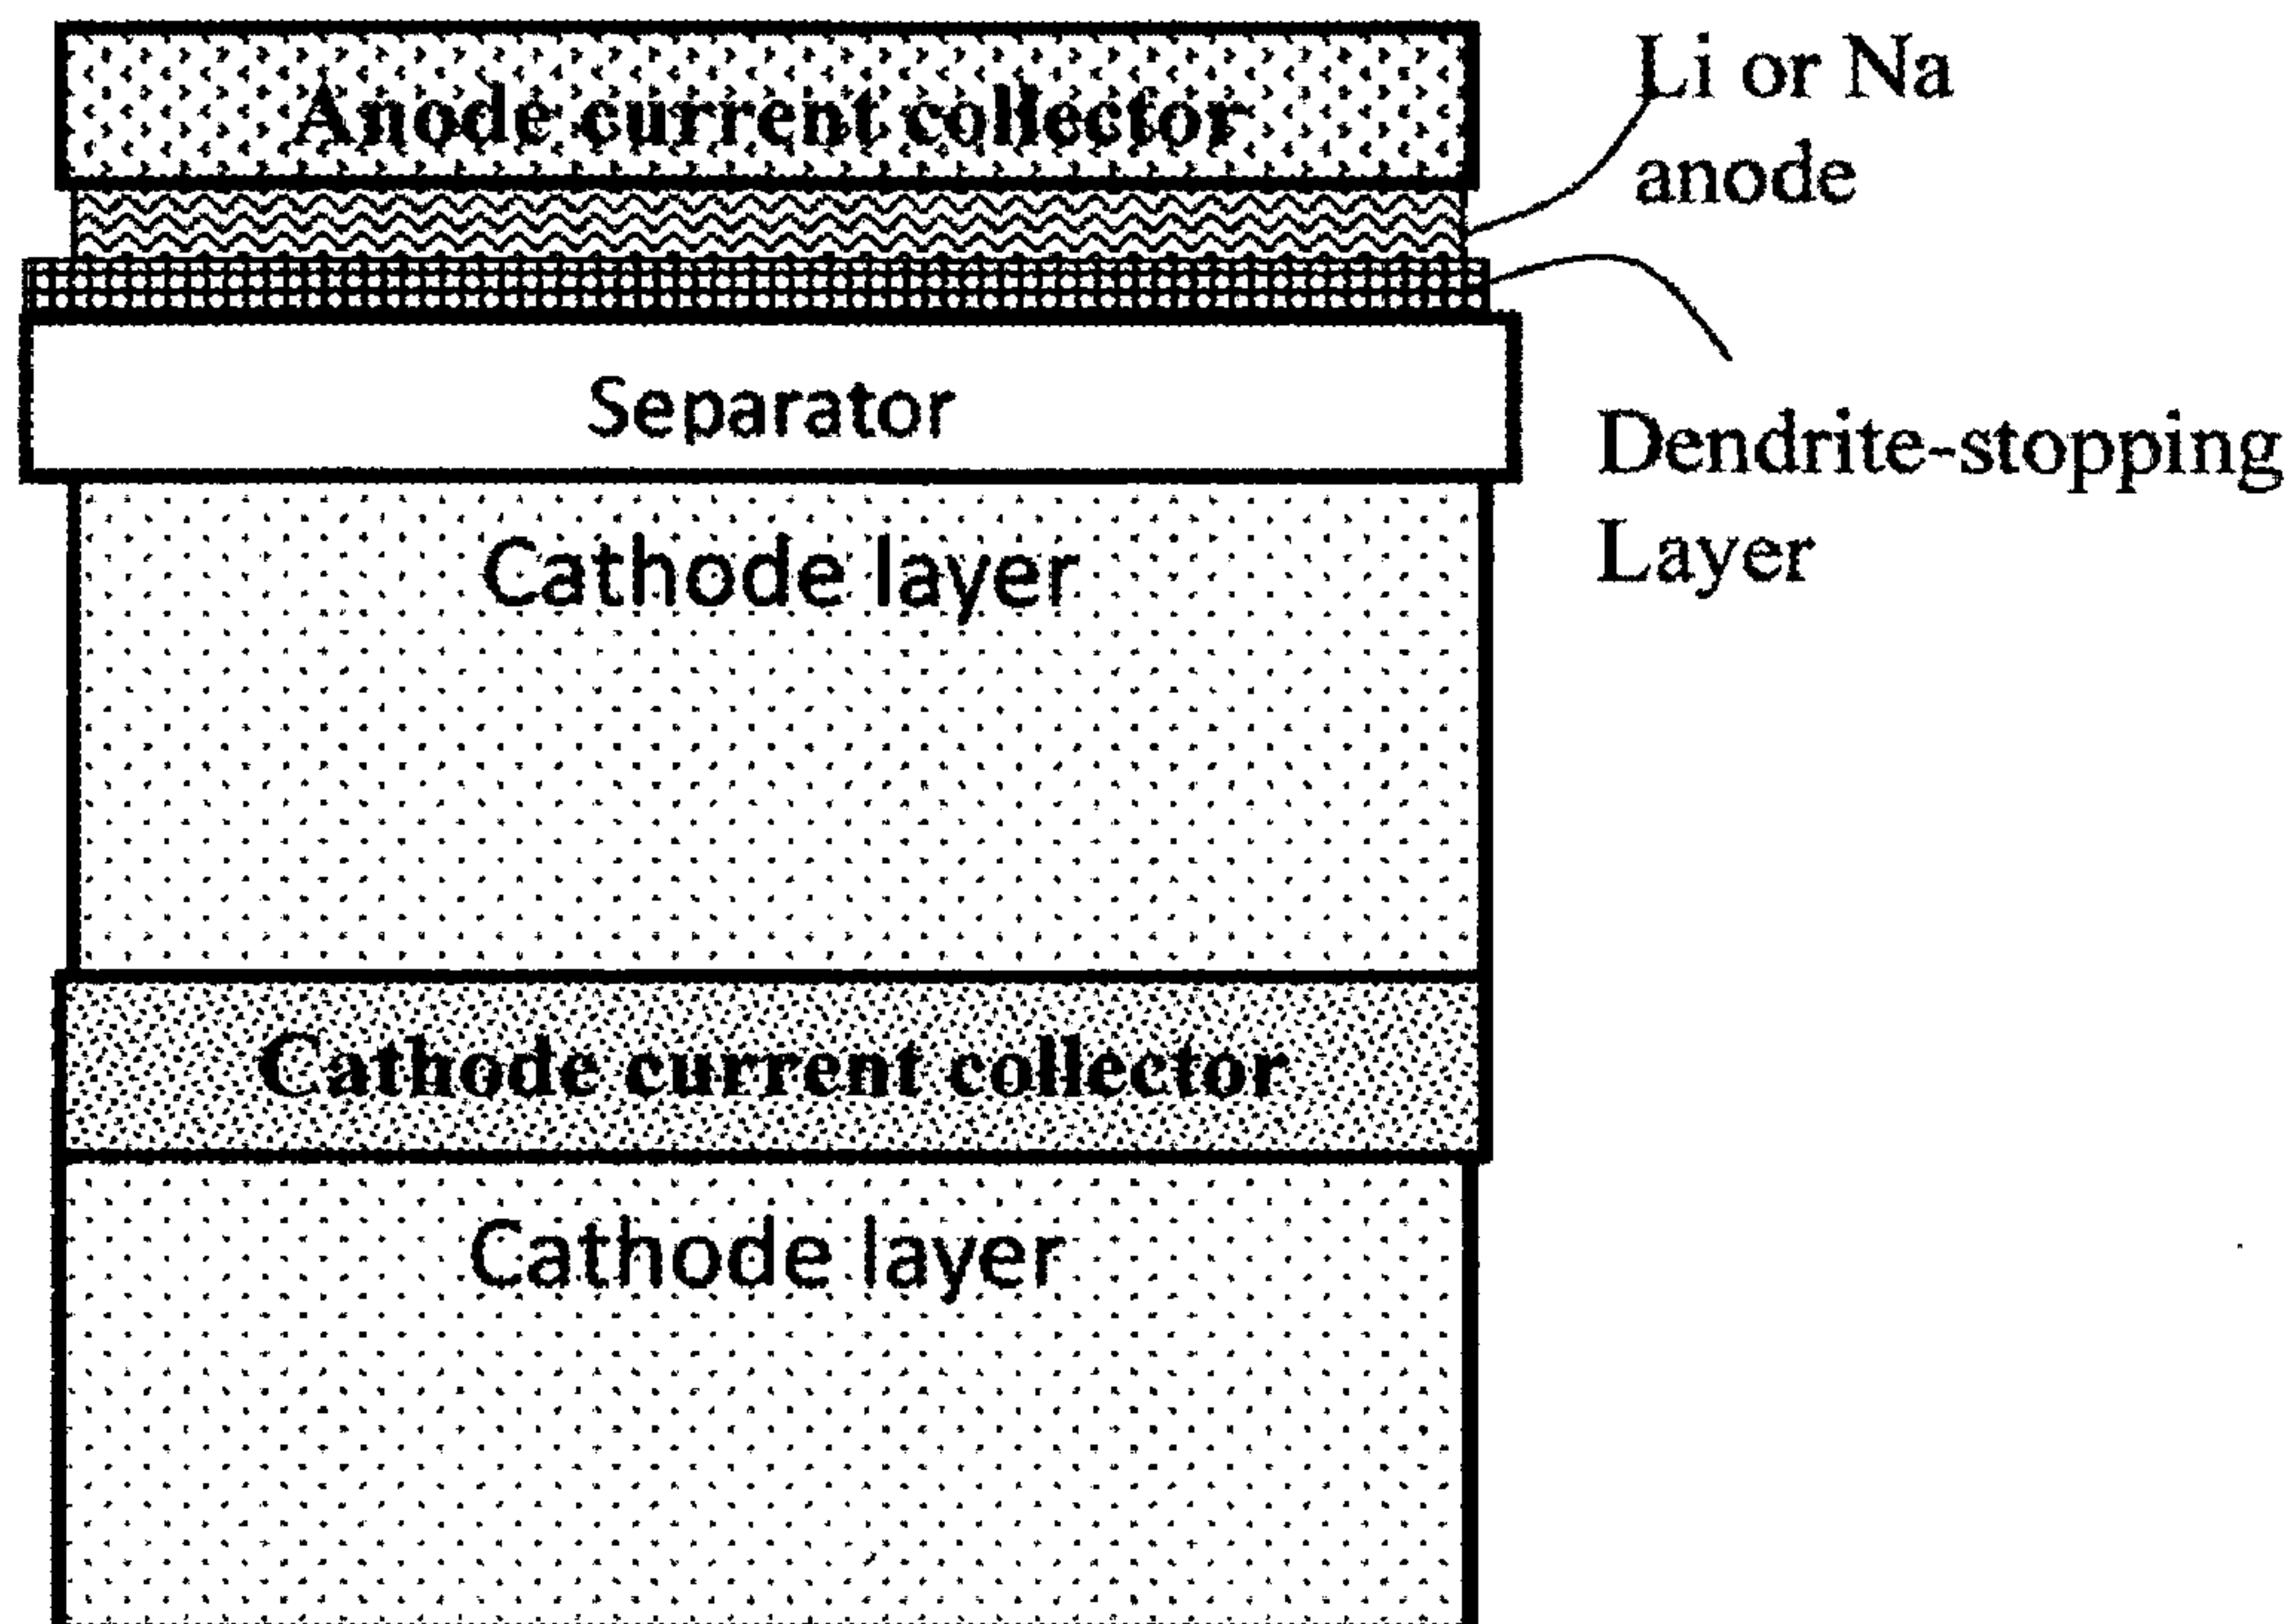 Anode current collector
Li or Na
anode
Separator
Dendrite-stopping
Layer
Cathode layer
Cathode current collector
Cathode layer